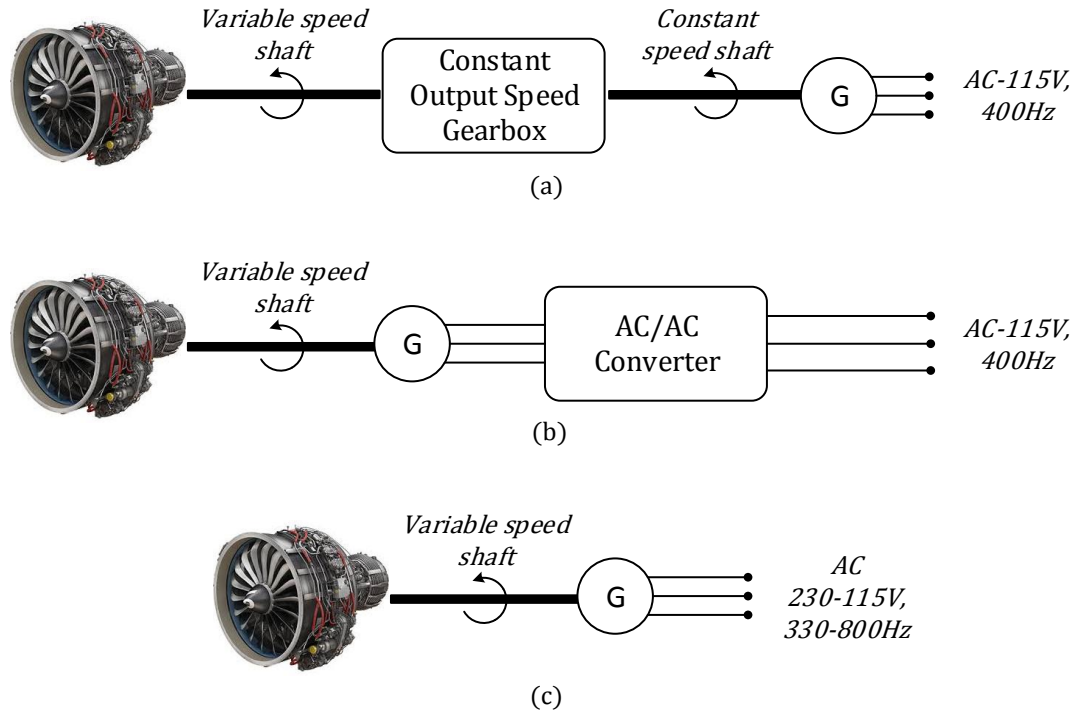 Variable speed
shaft
Constant
Output Speed
Gearbox
Constant
speed shaft
G
AC-115V,
400Hz
(a)
Variable speed
shaft
G
AC/AC
Converter
AC-115V,
400Hz
(b)
Variable speed
shaft
G
AC
230-115V,
330-800Hz
(c)